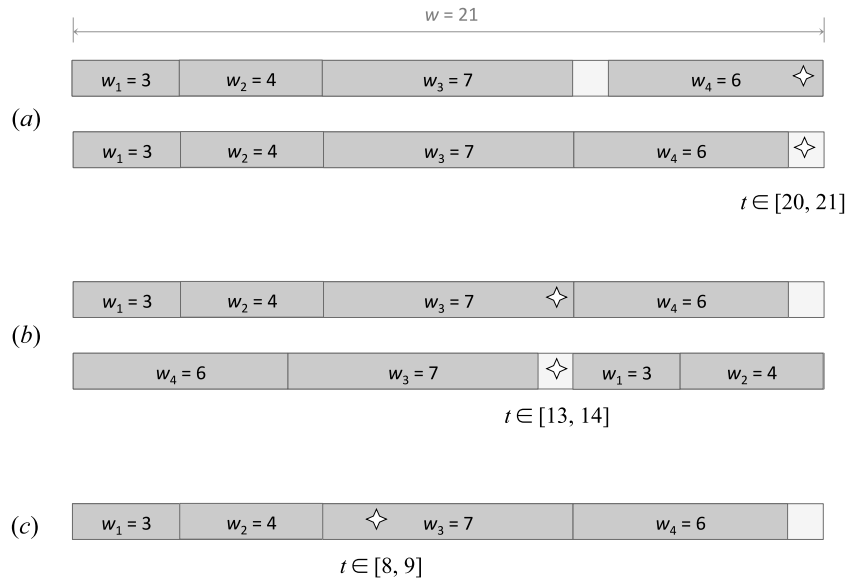 w = 21
w₁ = 3 w₂ = 4 w₃ = 7 w₄ = 6
(a)
w₁ = 3 w₂ = 4 w₃ = 7 w₄ = 6
t ∈ [20, 21]
w₁ = 3 w₂ = 4 w₃ = 7 w₄ = 6
(b)
w₄ = 6 w₃ = 7 w₁ = 3 w₂ = 4
t ∈ [13, 14]
(c) w₁ = 3 w₂ = 4 w₃ = 7 w₄ = 6
t ∈ [8, 9]